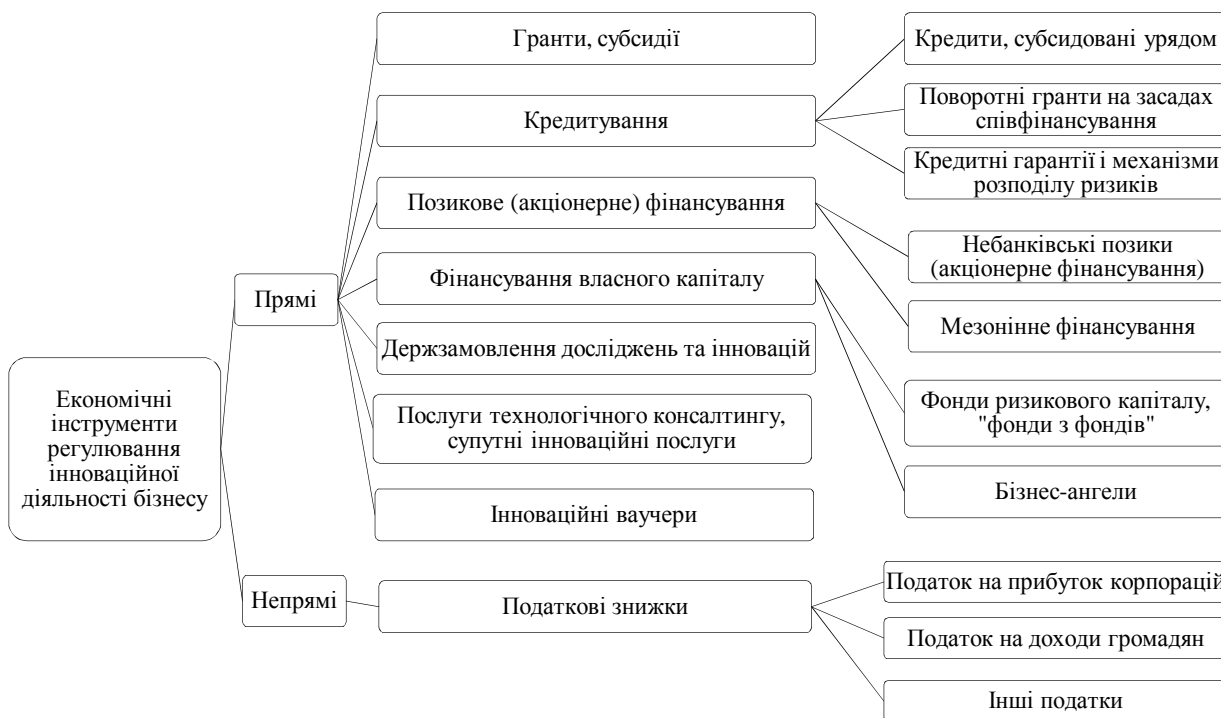 Економічні
інструменти
регулювання
інноваційної
діяльності бізнесу
Прямі
Гранти, субсидії
Кредитування
Кредити, субсидовані урядом
Поворотні гранти на засадах
співфінансування
Кредитні гарантії і механізми
розподілу ризиків
Позикове (акціонерне) фінансування
Небанківські позики
(акціонерне фінансування)
Мезонінне фінансування
Фінансування власного капіталу
Фонди ризикового капіталу,
"фонди з фондів"
Бізнес-ангели
Держзамовлення досліджень та інновацій
Послуги технологічного консалтингу,
супутні інноваційні послуги
Інноваційні ваучери
Непрямі
Податкові знижки
Податок на прибуток корпорацій
Податок на доходи громадян
Інші податки